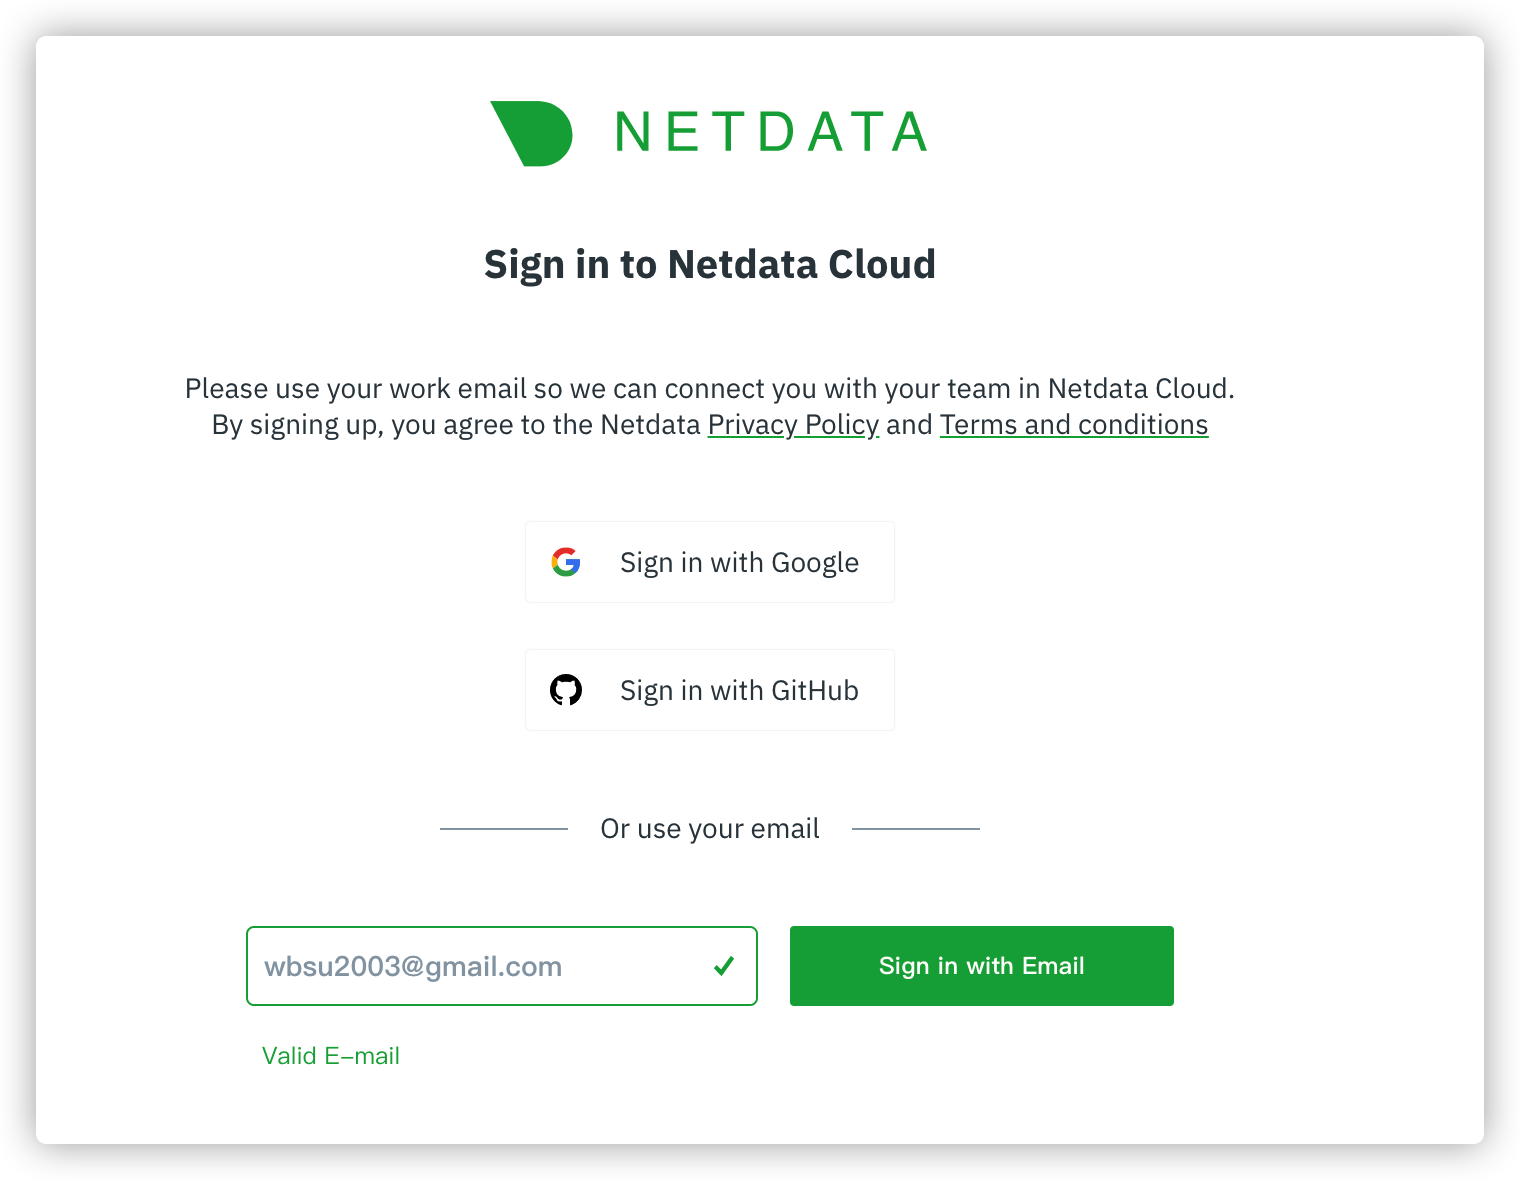 NETDATA
Sign in to Netdata Cloud
Please use your work email so we can connect you with your team in Netdata Cloud.
By signing up, you agree to the Netdata Privacy Policy and Terms and conditions
Sign in with Google
Sign in with GitHub
Or use your email
wbsu2003@gmail.com
Sign in with Email
Valid E-mail